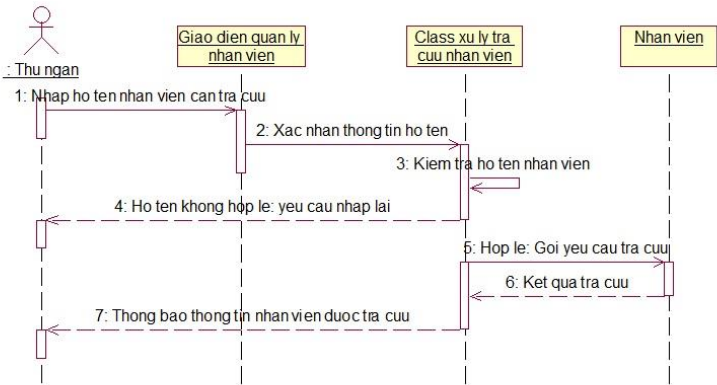 Giao dien quan ly
nhan vien
Class xu ly tra
cuu nhan vien
Nhan vien
: Thu ngan
1: Nhap ho ten nhan vien can tra cuu
2: Xac nhan thong tin ho ten
3: Kiem tra ho ten nhan vien
4: Ho ten khong hop le: yeu cau nhap lai
5: Hop le: Goi yeu cau tra cuu
6: Ket qua tra cuu
7: Thong bao thong tin nhan vien duoc tra cuu